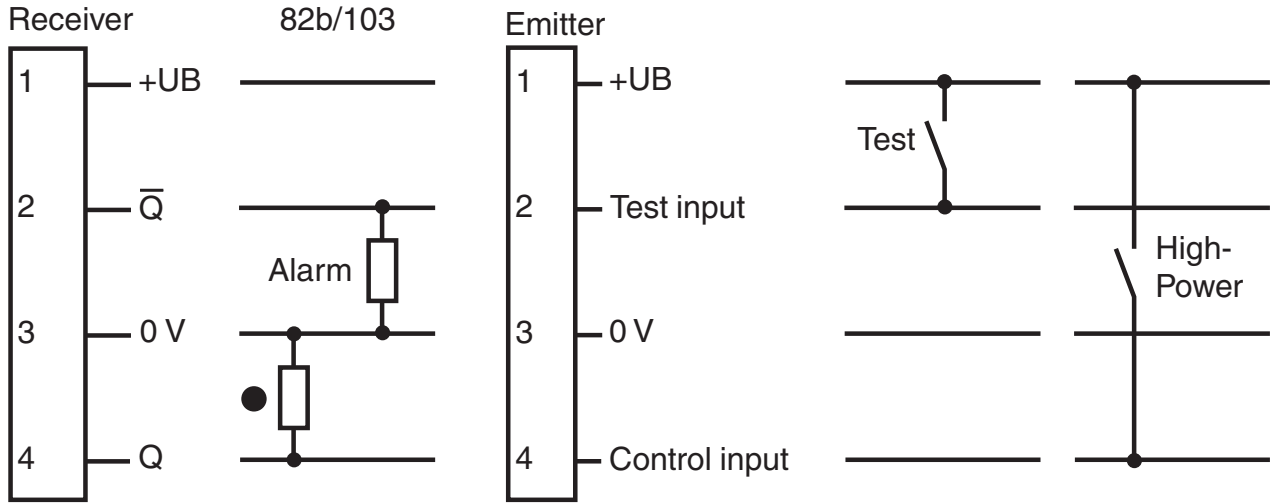 Receiver
82b/103
Emitter
1
+UB
2
Q̅
Alarm
3
0 V
4
Q
1
+UB
2
Test input
3
0 V
4
Control input
Test
High-
Power